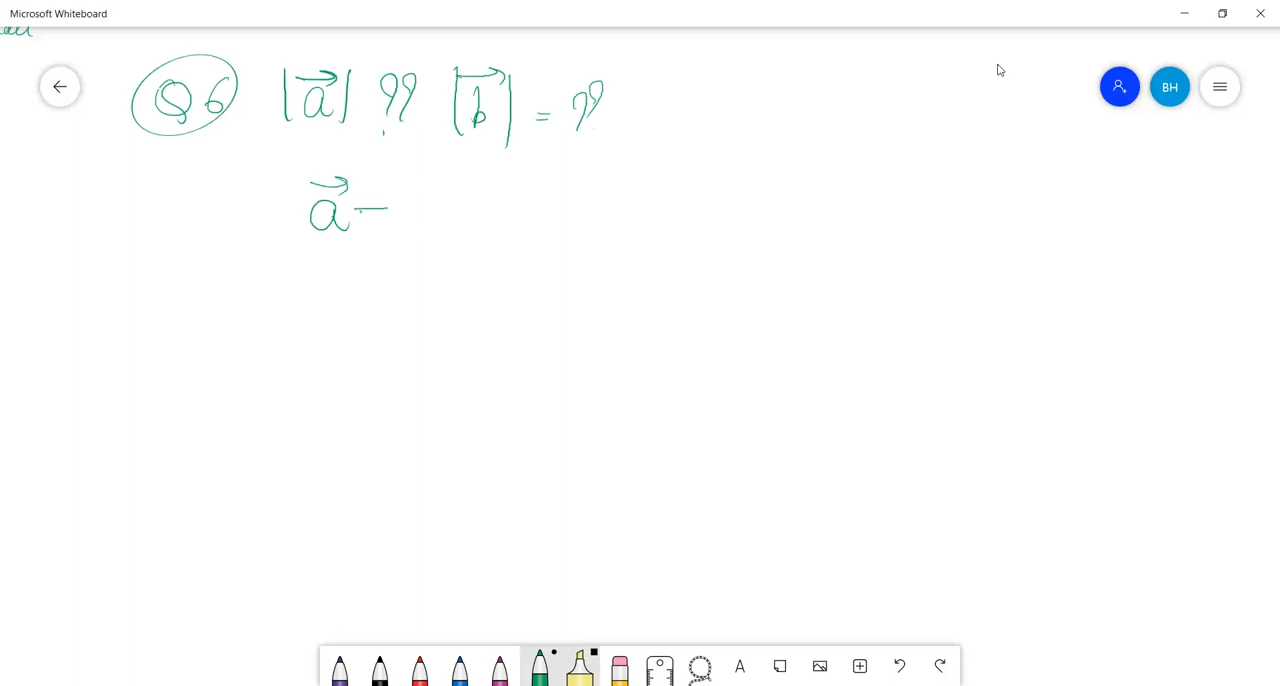 Microsoft Whiteboard
Q6 |a⃗| ?? |b⃗| = ??
BH
a⃗ -
A